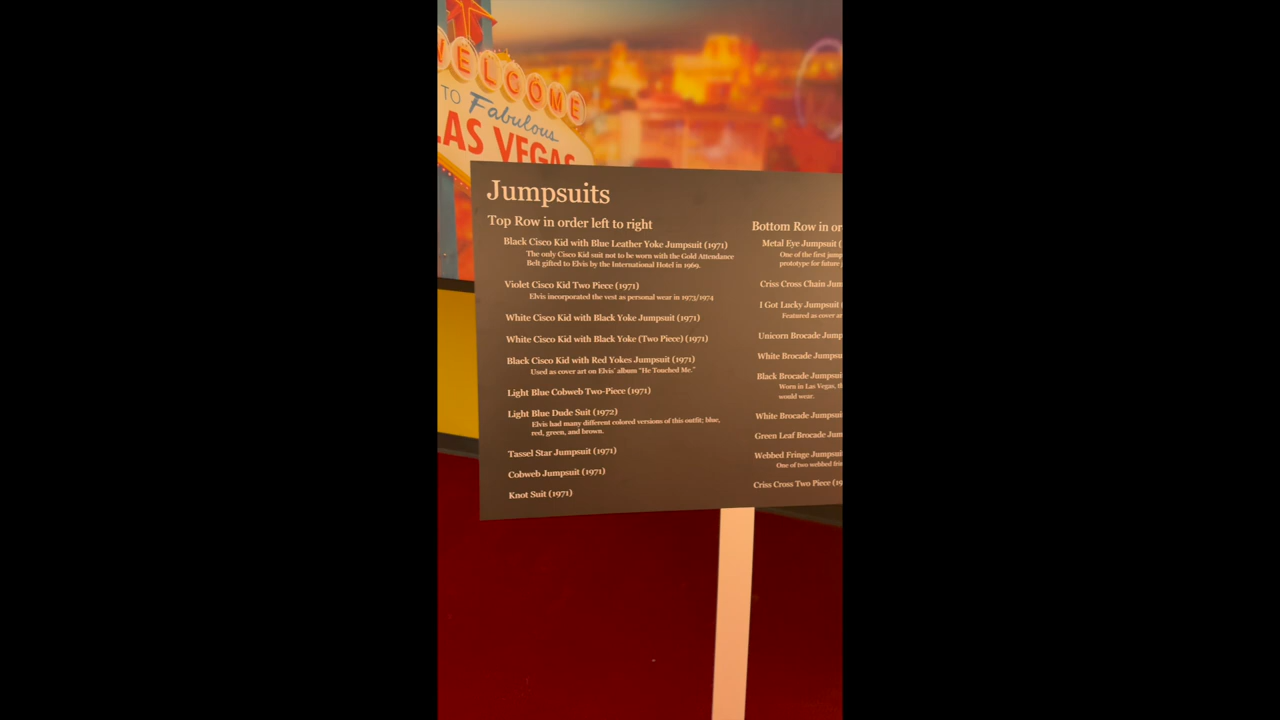 WELCOME
TO Fabulous
LAS VEGAS
Jumpsuits
Top Row in order left to right
Black Cisco Kid with Blue Leather Yoke Jumpsuit (1971)
The only Cisco Kid suit not to be worn with the Gold Attendance
Belt gifted to Elvis by the International Hotel in 1969.
Violet Cisco Kid Two Piece (1971)
Elvis incorporated the vest as personal wear in 1973/1974
White Cisco Kid with Black Yoke Jumpsuit (1971)
White Cisco Kid with Black Yoke (Two Piece) (1971)
Black Cisco Kid with Red Yokes Jumpsuit (1971)
Used as cover art on Elvis' album "He Touched Me."
Light Blue Cobweb Two-Piece (1971)
Light Blue Dude Suit (1972)
Elvis had many different colored versions of this outfit; blue,
red, green, and brown.
Tassel Star Jumpsuit (1971)
Cobweb Jumpsuit (1971)
Knot Suit (1971)
Bottom Row in or
Metal Eye Jumpsuit (
One of the first jump
prototype for future
Criss Cross Chain Jum
I Got Lucky Jumpsuit
Featured as cover ar
Unicorn Brocade Jump
White Brocade Jumpsu
Black Brocade Jumpsuit
Worn in Las Vegas, th
would wear.
White Brocade Jumpsui
Green Leaf Brocade Jum
Webbed Fringe Jumpsui
One of two webbed frin
Criss Cross Two Piece (19